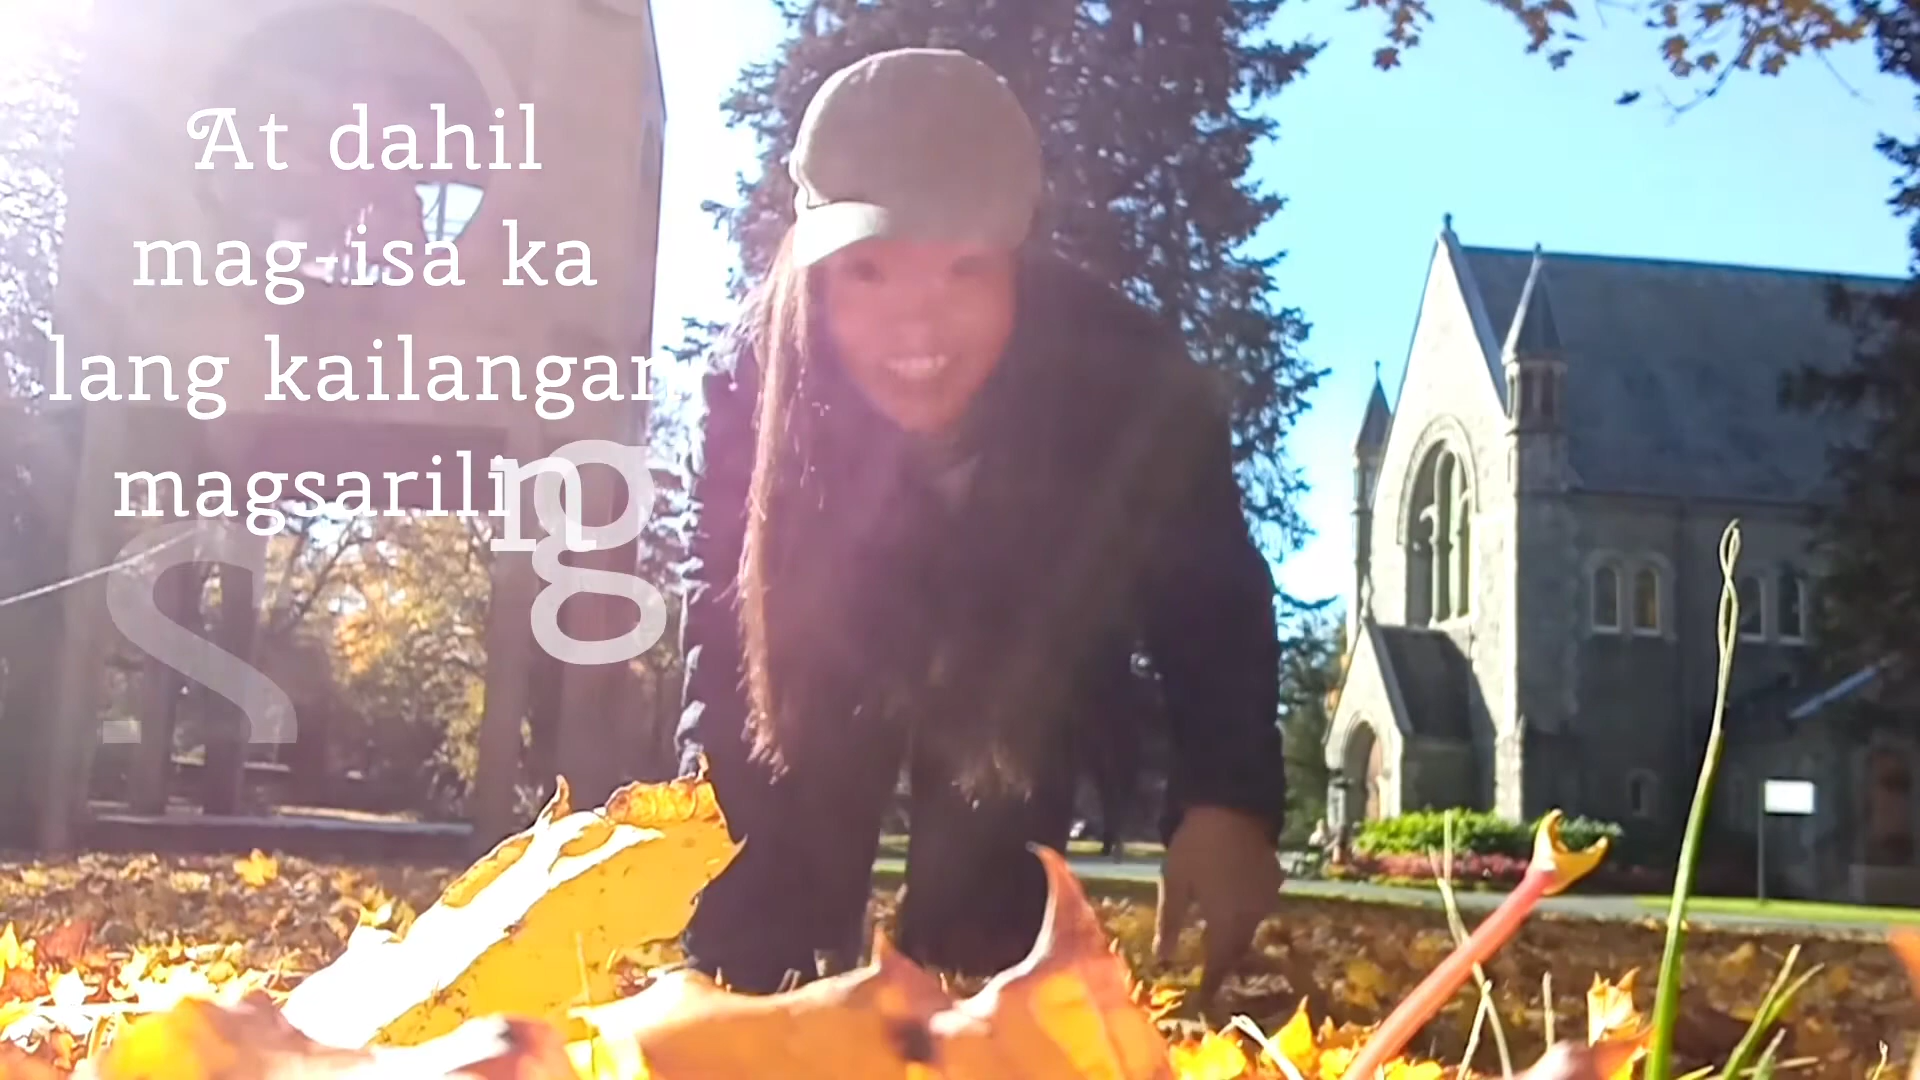 At dahil
mag-isa ka
lang kailangan
magsariling